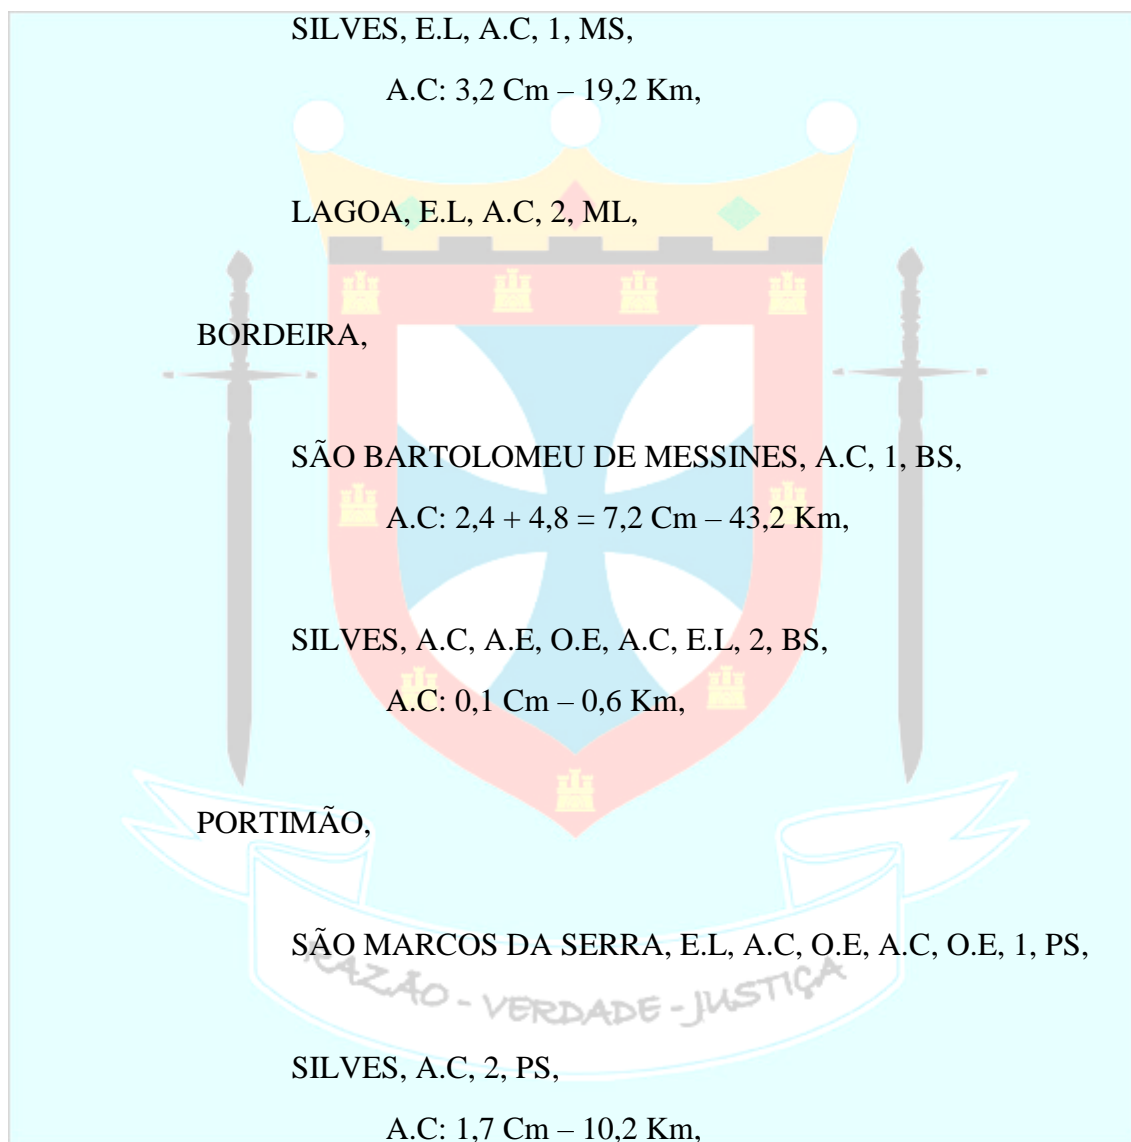 SILVES, E.L, A.C, 1, MS,
A.C: 3,2 Cm – 19,2 Km,
LAGOA, E.L, A.C, 2, ML,
BORDEIRA,
SÃO BARTOLOMEU DE MESSINES, A.C, 1, BS,
A.C: 2,4 + 4,8 = 7,2 Cm – 43,2 Km,
SILVES, A.C, A.E, O.E, A.C, E.L, 2, BS,
A.C: 0,1 Cm – 0,6 Km,
PORTIMÃO,
SÃO MARCOS DA SERRA, E.L, A.C, O.E, A.C, O.E, 1, PS,
RAZÃO - VERDADE - JUSTIÇA
SILVES, A.C, 2, PS,
A.C: 1,7 Cm – 10,2 Km,